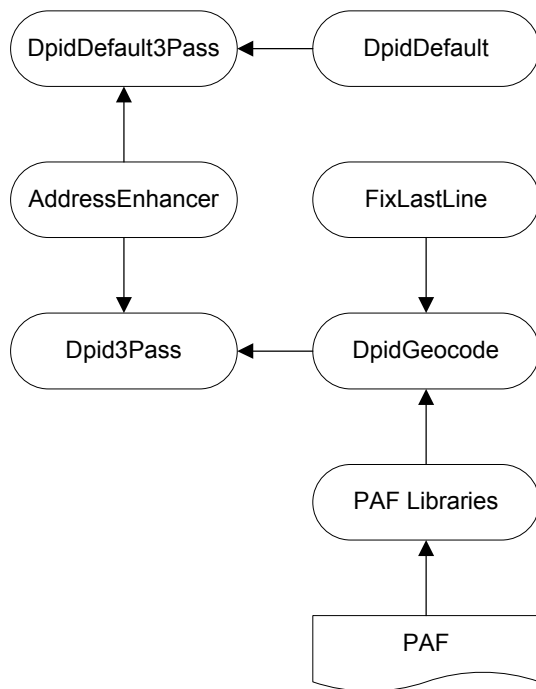 DpidDefault3Pass
DpidDefault
AddressEnhancer
FixLastLine
Dpid3Pass
DpidGeocode
PAF Libraries
PAF